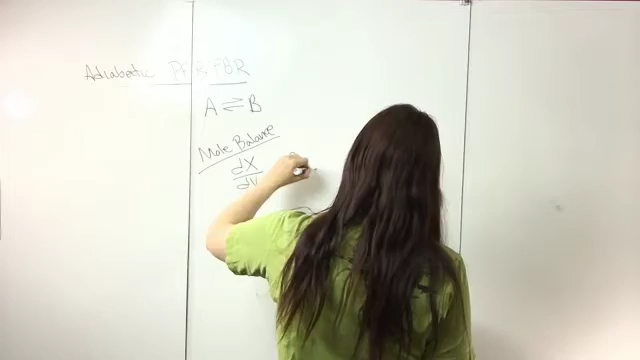 Adiabatic PFR PBR
A ⇌ B
Mole Balance
dX
dV